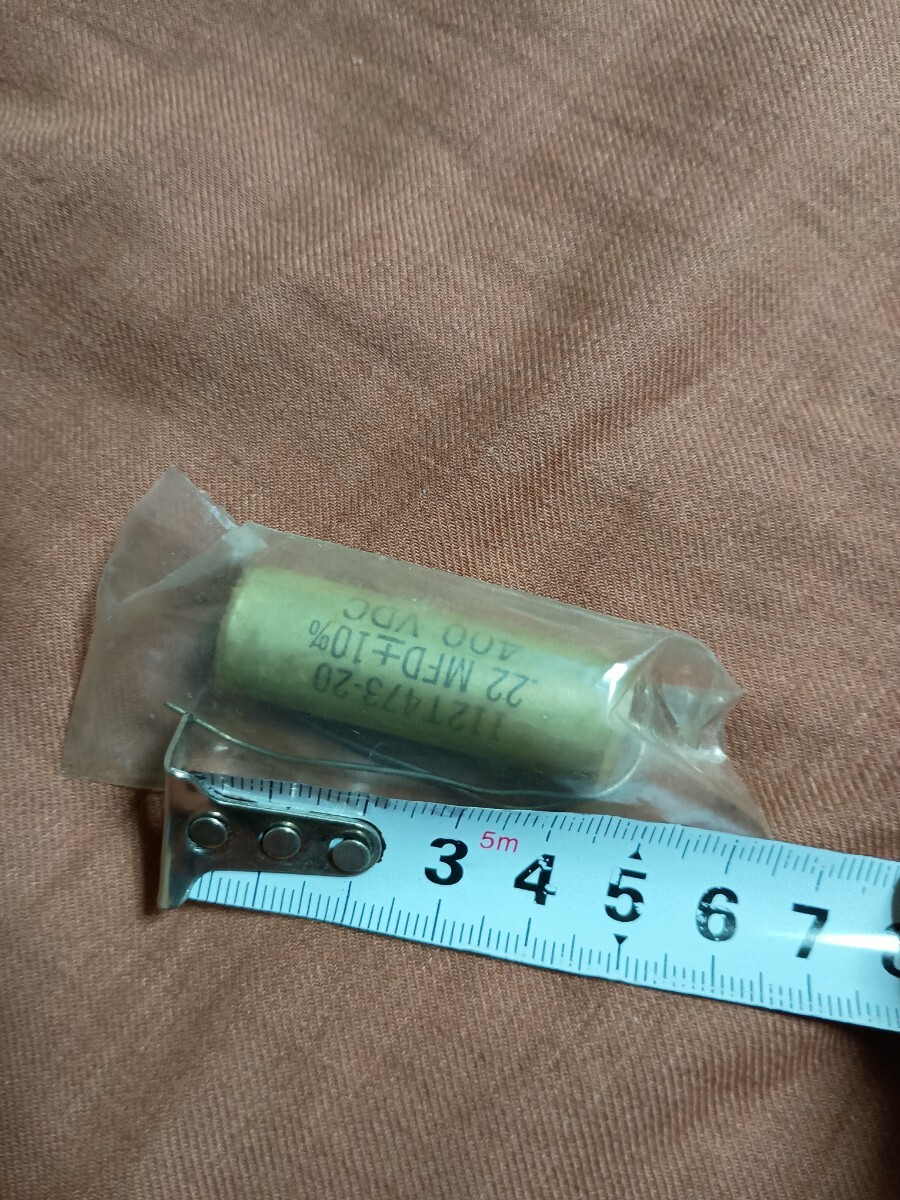 112T473-20
.22 MFD±10%
400 VDC
5m
3 4 5 6 7